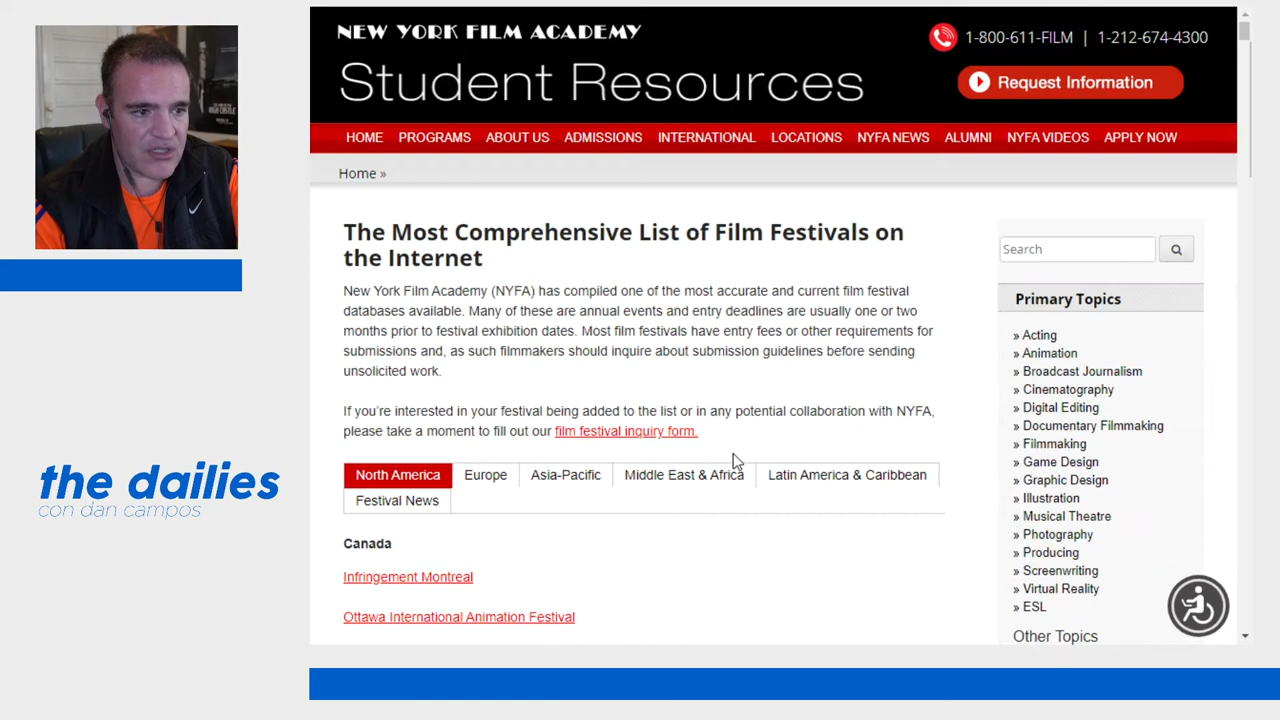 NEW YORK FILM ACADEMY
1-800-611-FILM | 1-212-674-4300
Student Resources
Request Information
HOME PROGRAMS ABOUT US ADMISSIONS INTERNATIONAL LOCATIONS NYFA NEWS ALUMNI NYFA VIDEOS APPLY NOW
Home »
The Most Comprehensive List of Film Festivals on
the Internet
New York Film Academy (NYFA) has compiled one of the most accurate and current film festival
databases available. Many of these are annual events and entry deadlines are usually one or two
months prior to festival exhibition dates. Most film festivals have entry fees or other requirements for
submissions and, as such filmmakers should inquire about submission guidelines before sending
unsolicited work.
If you're interested in your festival being added to the list or in any potential collaboration with NYFA,
please take a moment to fill out our film festival inquiry form.
North America Europe Asia-Pacific Middle East & Africa Latin America & Caribbean
Festival News
Canada
Infringement Montreal
Ottawa International Animation Festival
Search
Primary Topics
» Acting
» Animation
» Broadcast Journalism
» Cinematography
» Digital Editing
» Documentary Filmmaking
» Filmmaking
» Game Design
» Graphic Design
» Illustration
» Musical Theatre
» Photography
» Producing
» Screenwriting
» Virtual Reality
» ESL
Other Topics
the dailies
con dan campos